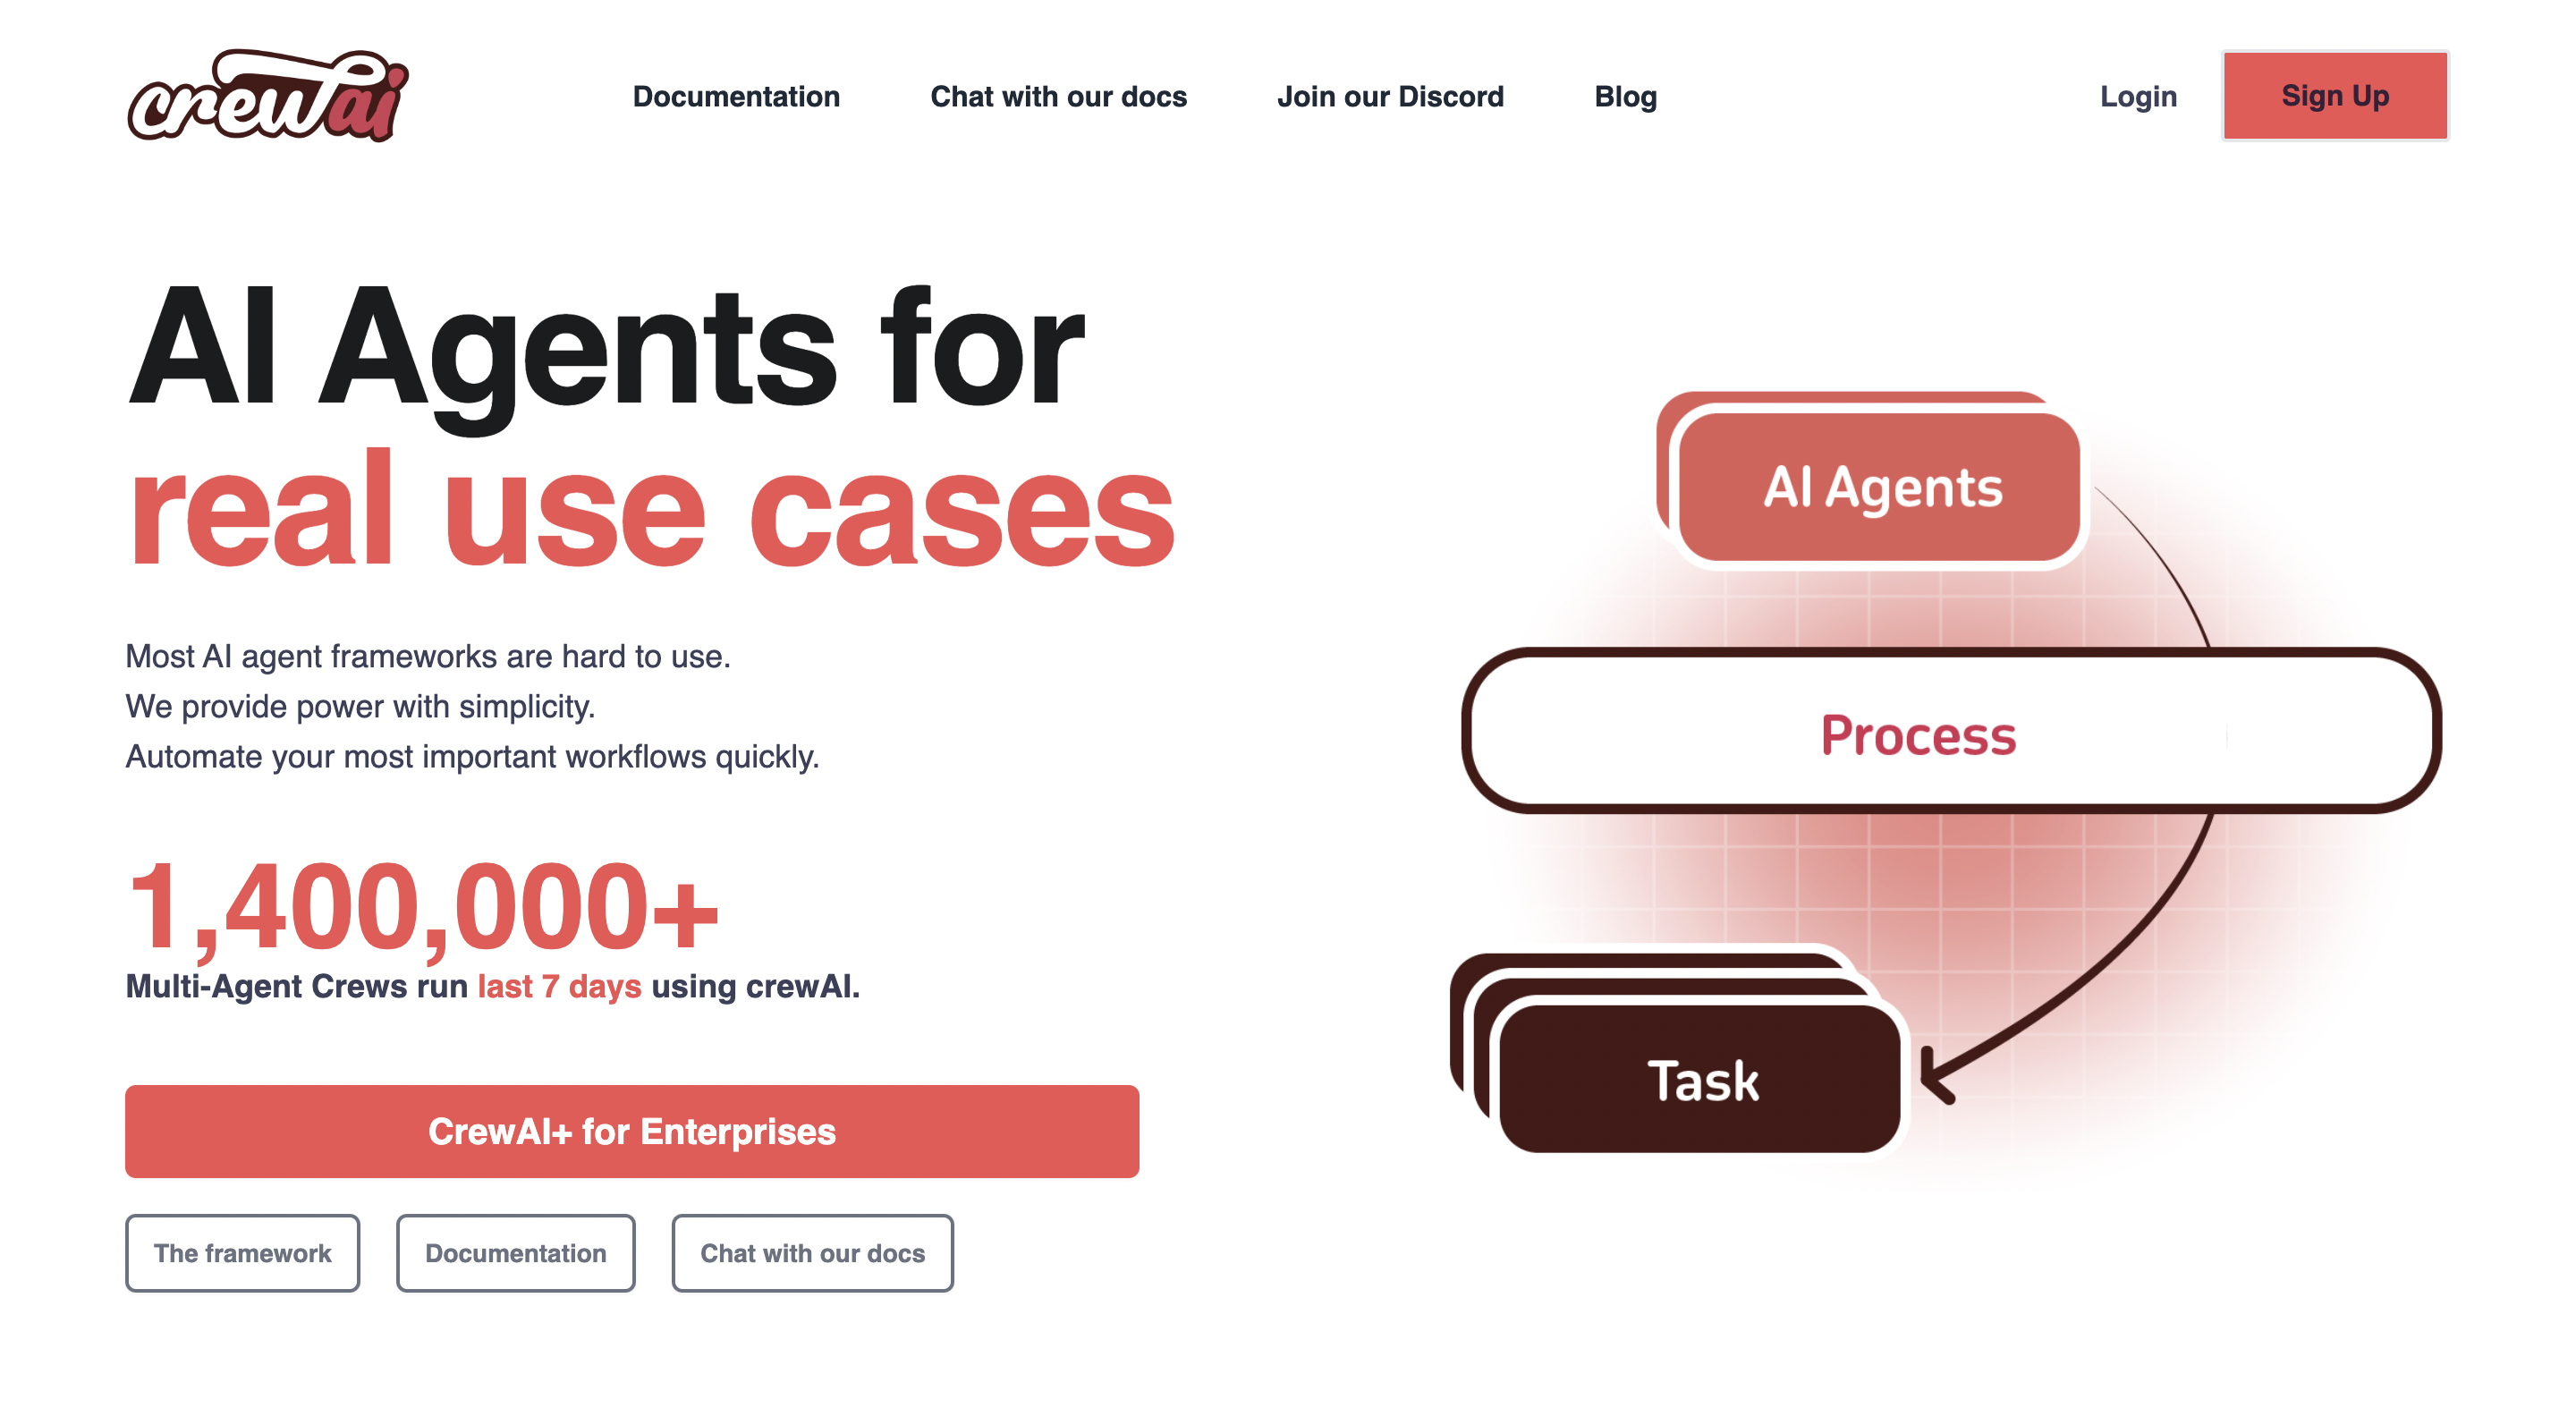 crewai
Documentation
Chat with our docs
Join our Discord
Blog
Login
Sign Up
AI Agents for
real use cases
Most AI agent frameworks are hard to use.
We provide power with simplicity.
Automate your most important workflows quickly.
1,400,000+
Multi-Agent Crews run last 7 days using crewAI.
CrewAI+ for Enterprises
The framework
Documentation
Chat with our docs
AI Agents
Process
Task